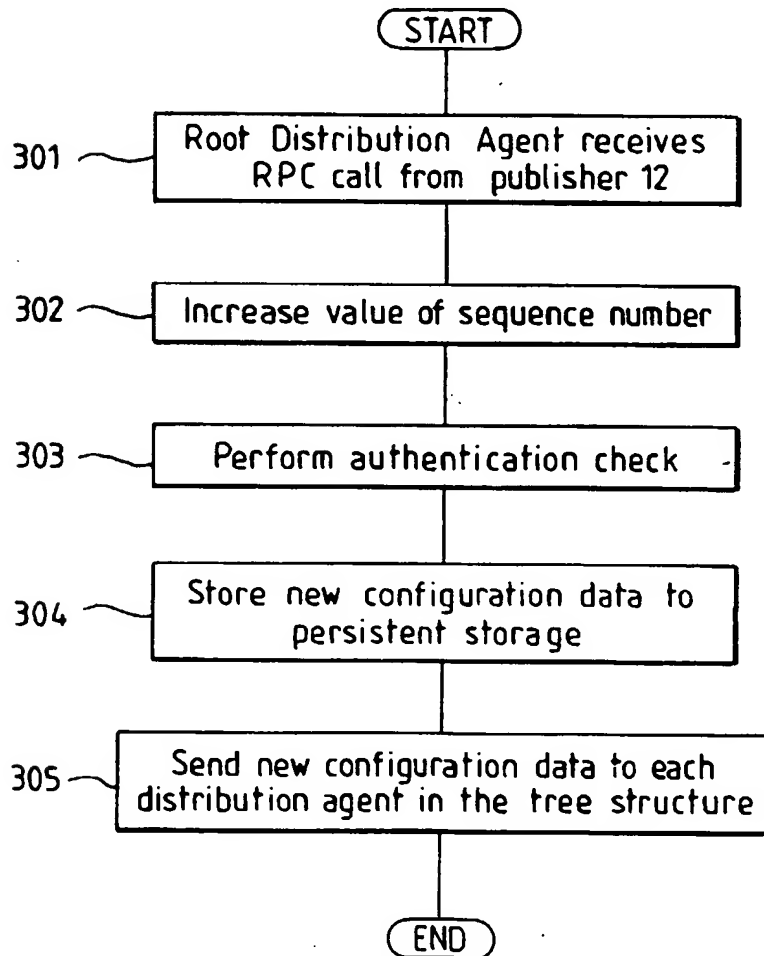 START
301
Root Distribution Agent receives
RPC call from publisher 12
302
Increase value of sequence number
303
Perform authentication check
304
Store new configuration data to
persistent storage
305
Send new configuration data to each
distribution agent in the tree structure
END